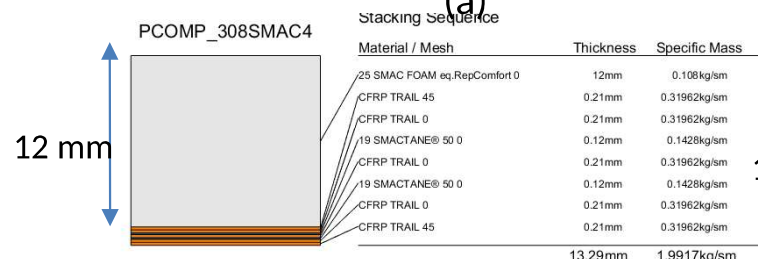 (a)
Stacking Sequence
PCOMP_308SMAC4
Material / Mesh Thickness Specific Mass
25 SMAC FOAM eq.RepComfort 0 12mm 0.108kg/sm
CFRP TRAIL 45 0.21mm 0.31962kg/sm
CFRP TRAIL 0 0.21mm 0.31962kg/sm
12 mm
19 SMACTANE® 50 0 0.12mm 0.1428kg/sm
CFRP TRAIL 0 0.21mm 0.31962kg/sm
19 SMACTANE® 50 0 0.12mm 0.1428kg/sm
CFRP TRAIL 0 0.21mm 0.31962kg/sm
CFRP TRAIL 45 0.21mm 0.31962kg/sm
13.29mm 1.9917kg/sm